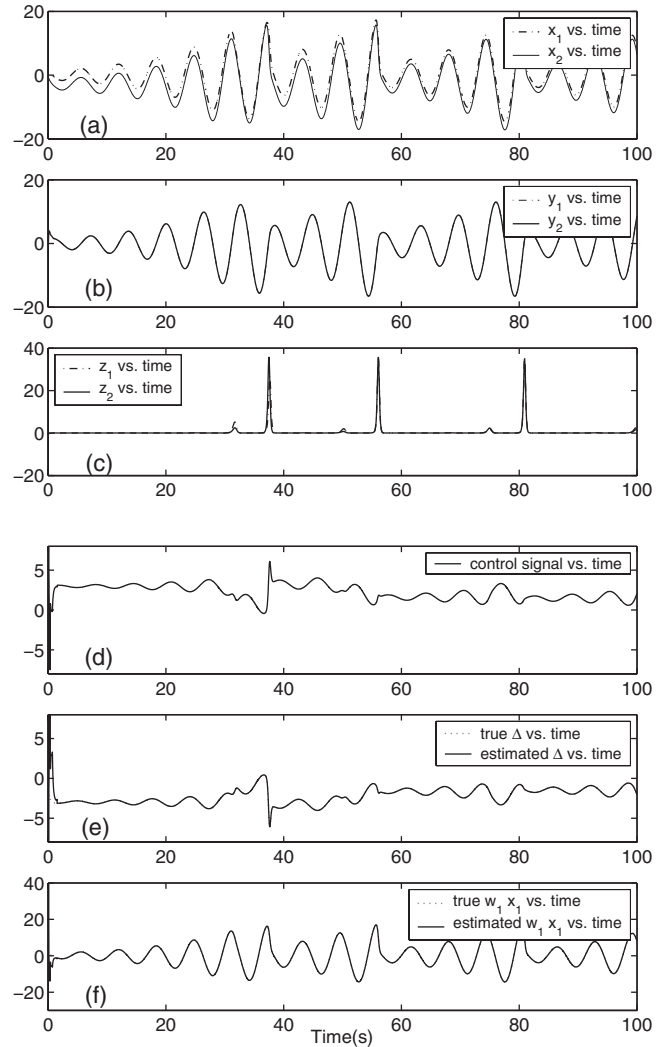 20
0
−20
x1 vs. time
x2 vs. time
(a)
0 20 40 60 80 100
20
0
−20
y1 vs. time
y2 vs. time
(b)
0 20 40 60 80 100
40
20
0
−20
z1 vs. time
z2 vs. time
(c)
0 20 40 60 80 100
5
0
−5
control signal vs. time
(d)
0 20 40 60 80 100
5
0
−5
true Δ vs. time
estimated Δ vs. time
(e)
0 20 40 60 80 100
40
20
0
−20
true w1 x1 vs. time
estimated w1 x1 vs. time
(f)
0 20 40 60 80 100
Time(s)